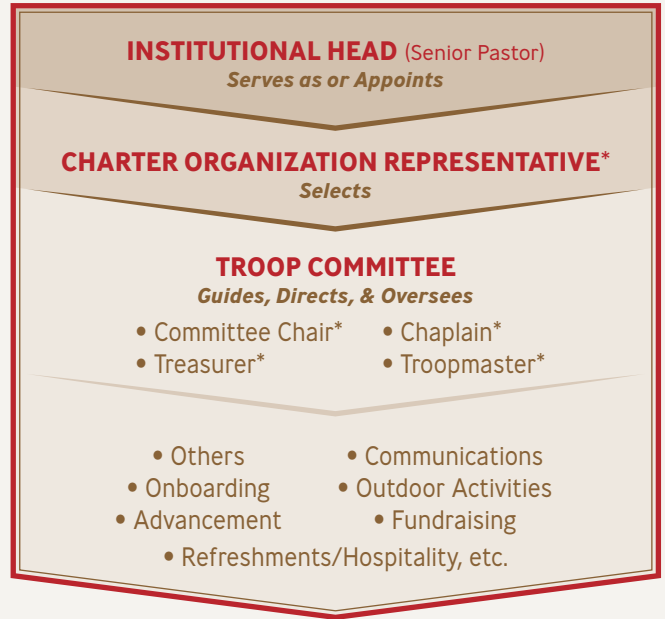 INSTITUTIONAL HEAD (Senior Pastor)
Serves as or Appoints
CHARTER ORGANIZATION REPRESENTATIVE*
Selects
TROOP COMMITTEE
Guides, Directs, & Oversees
• Committee Chair* • Chaplain*
• Treasurer* • Troopmaster*
• Others • Communications
• Onboarding • Outdoor Activities
• Advancement • Fundraising
• Refreshments/Hospitality, etc.